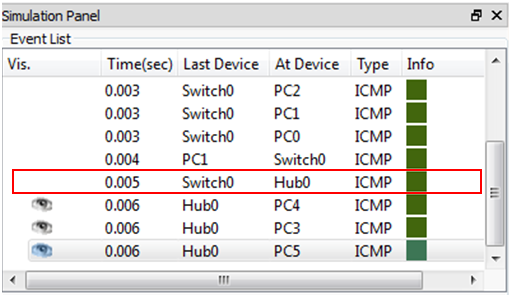 Simulation Panel
Event List
Vis. Time(sec) Last Device At Device Type Info
0.003 Switch0 PC2 ICMP
0.003 Switch0 PC1 ICMP
0.003 Switch0 PC0 ICMP
0.004 PC1 Switch0 ICMP
0.005 Switch0 Hub0 ICMP
0.006 Hub0 PC4 ICMP
0.006 Hub0 PC3 ICMP
0.006 Hub0 PC5 ICMP